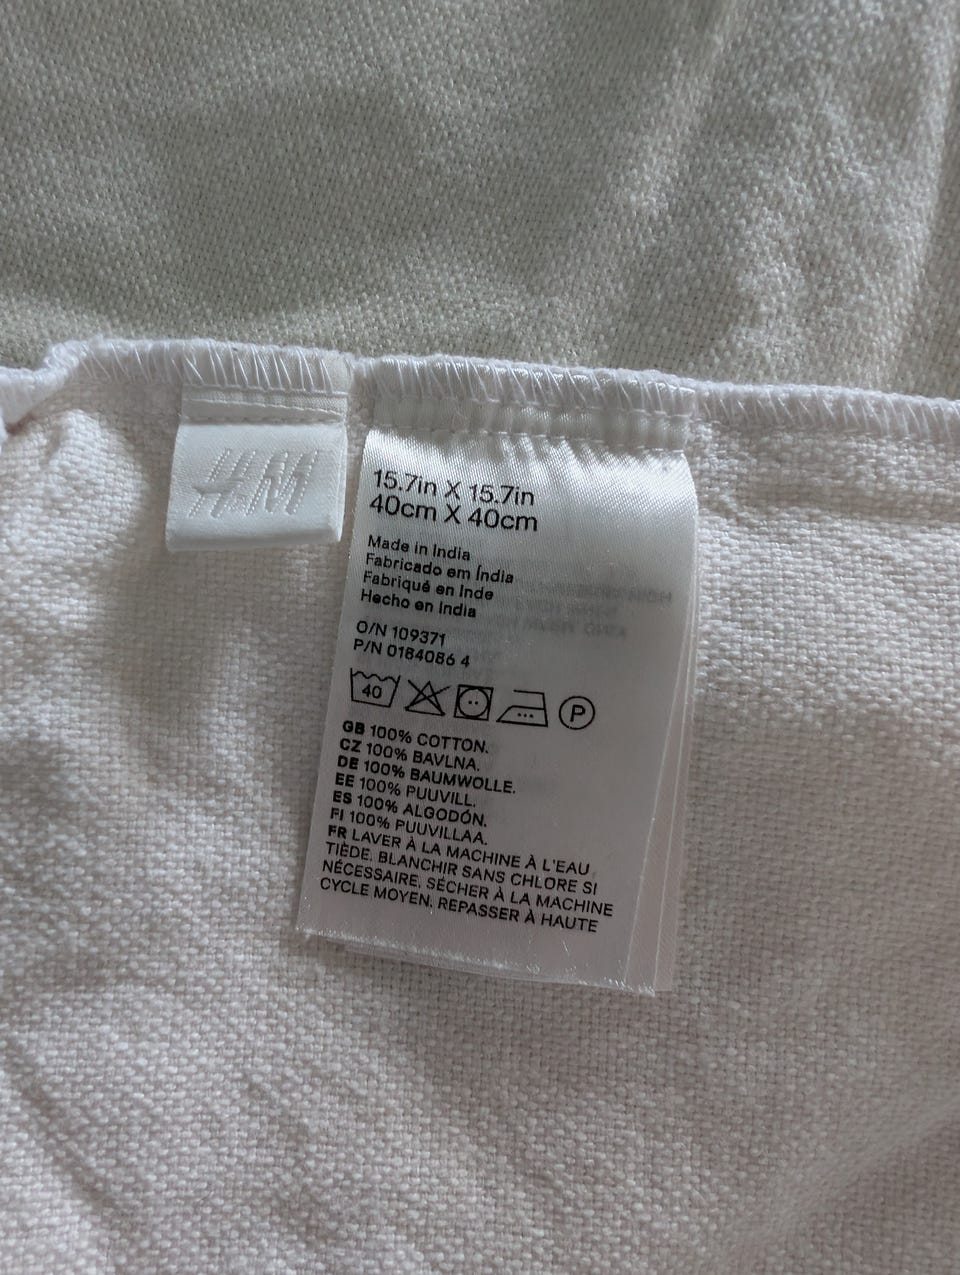 H&M
15.7in X 15.7in
40cm X 40cm
Made in India
Fabricado em Índia
Fabriqué en Inde
Hecho en India
O/N 109371
P/N 0184086 4
40
P
GB 100% COTTON.
CZ 100% BAVLNA.
DE 100% BAUMWOLLE.
EE 100% PUUVILL.
ES 100% ALGODÓN.
FI 100% PUUVILLAA.
FR LAVER À LA MACHINE À L'EAU
TIÈDE. BLANCHIR SANS CHLORE SI
NÉCESSAIRE. SÉCHER À LA MACHINE
CYCLE MOYEN. REPASSER À HAUTE